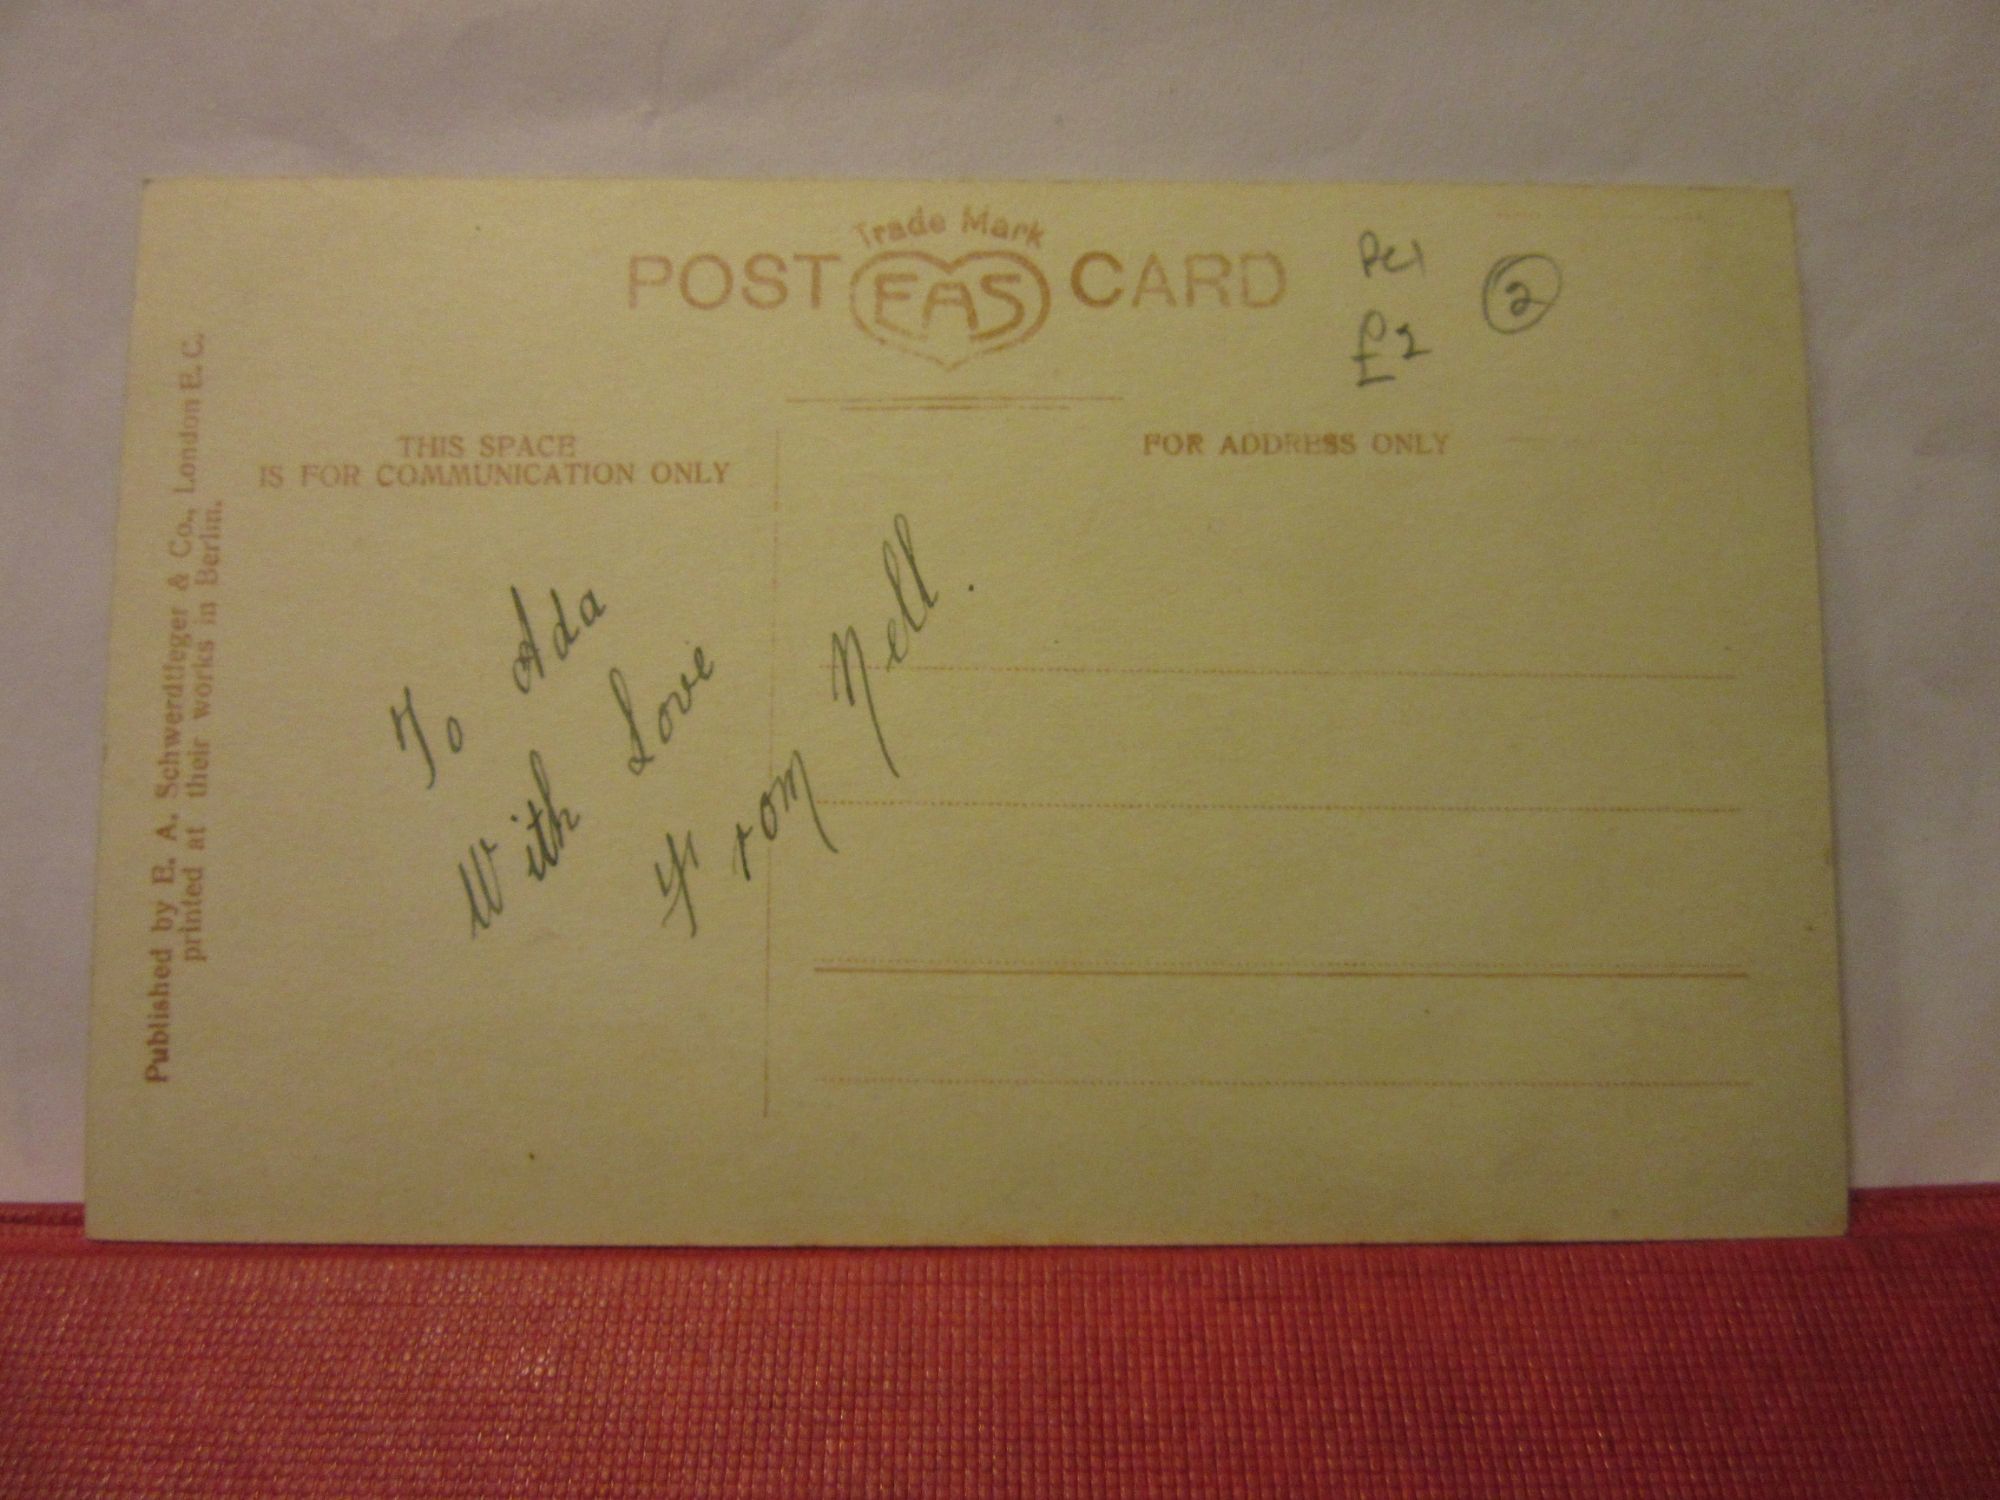 Trade Mark
POST EAS CARD
Pc1
£2
2
THIS SPACE
IS FOR COMMUNICATION ONLY
FOR ADDRESS ONLY
To Ada
With Love
From Nell.
Published by E. A. Schwerdtfeger & Co., London E. C.
printed at their works in Berlin.